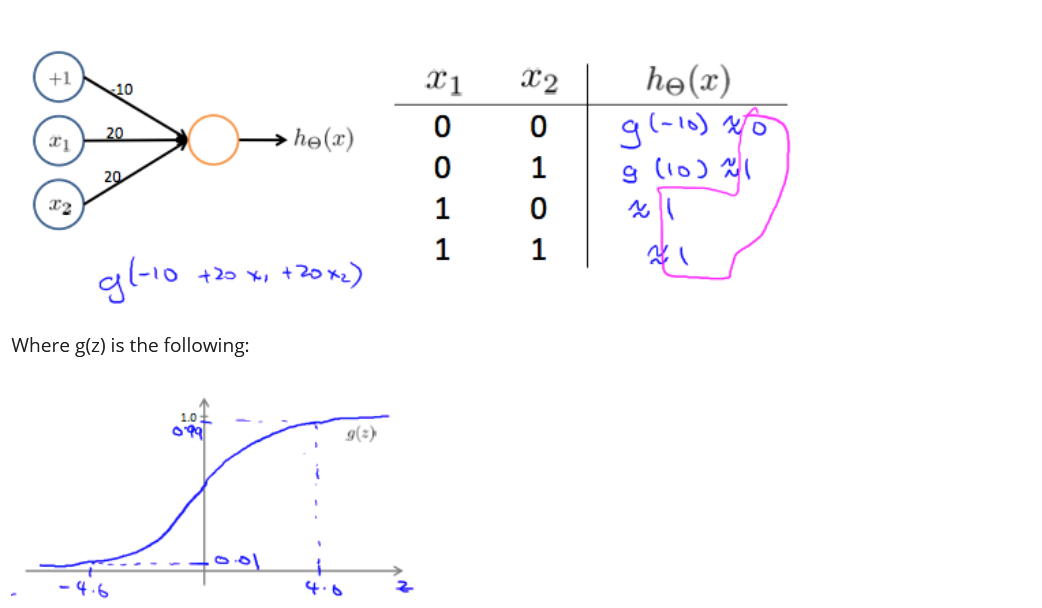 +1
-10
x₁
20
h_Θ(x)
20
x₂
g(-10 +20 x₁ +20 x₂)
x₁ x₂ h_Θ(x)
0 0 g(-10) ≈ 0
0 1 g (10) ≈ 1
1 0 ≈ 1
1 1 ≈ 1
Where g(z) is the following:
1.0
0.99
g(z)
0.01
-4.6 4.6 z